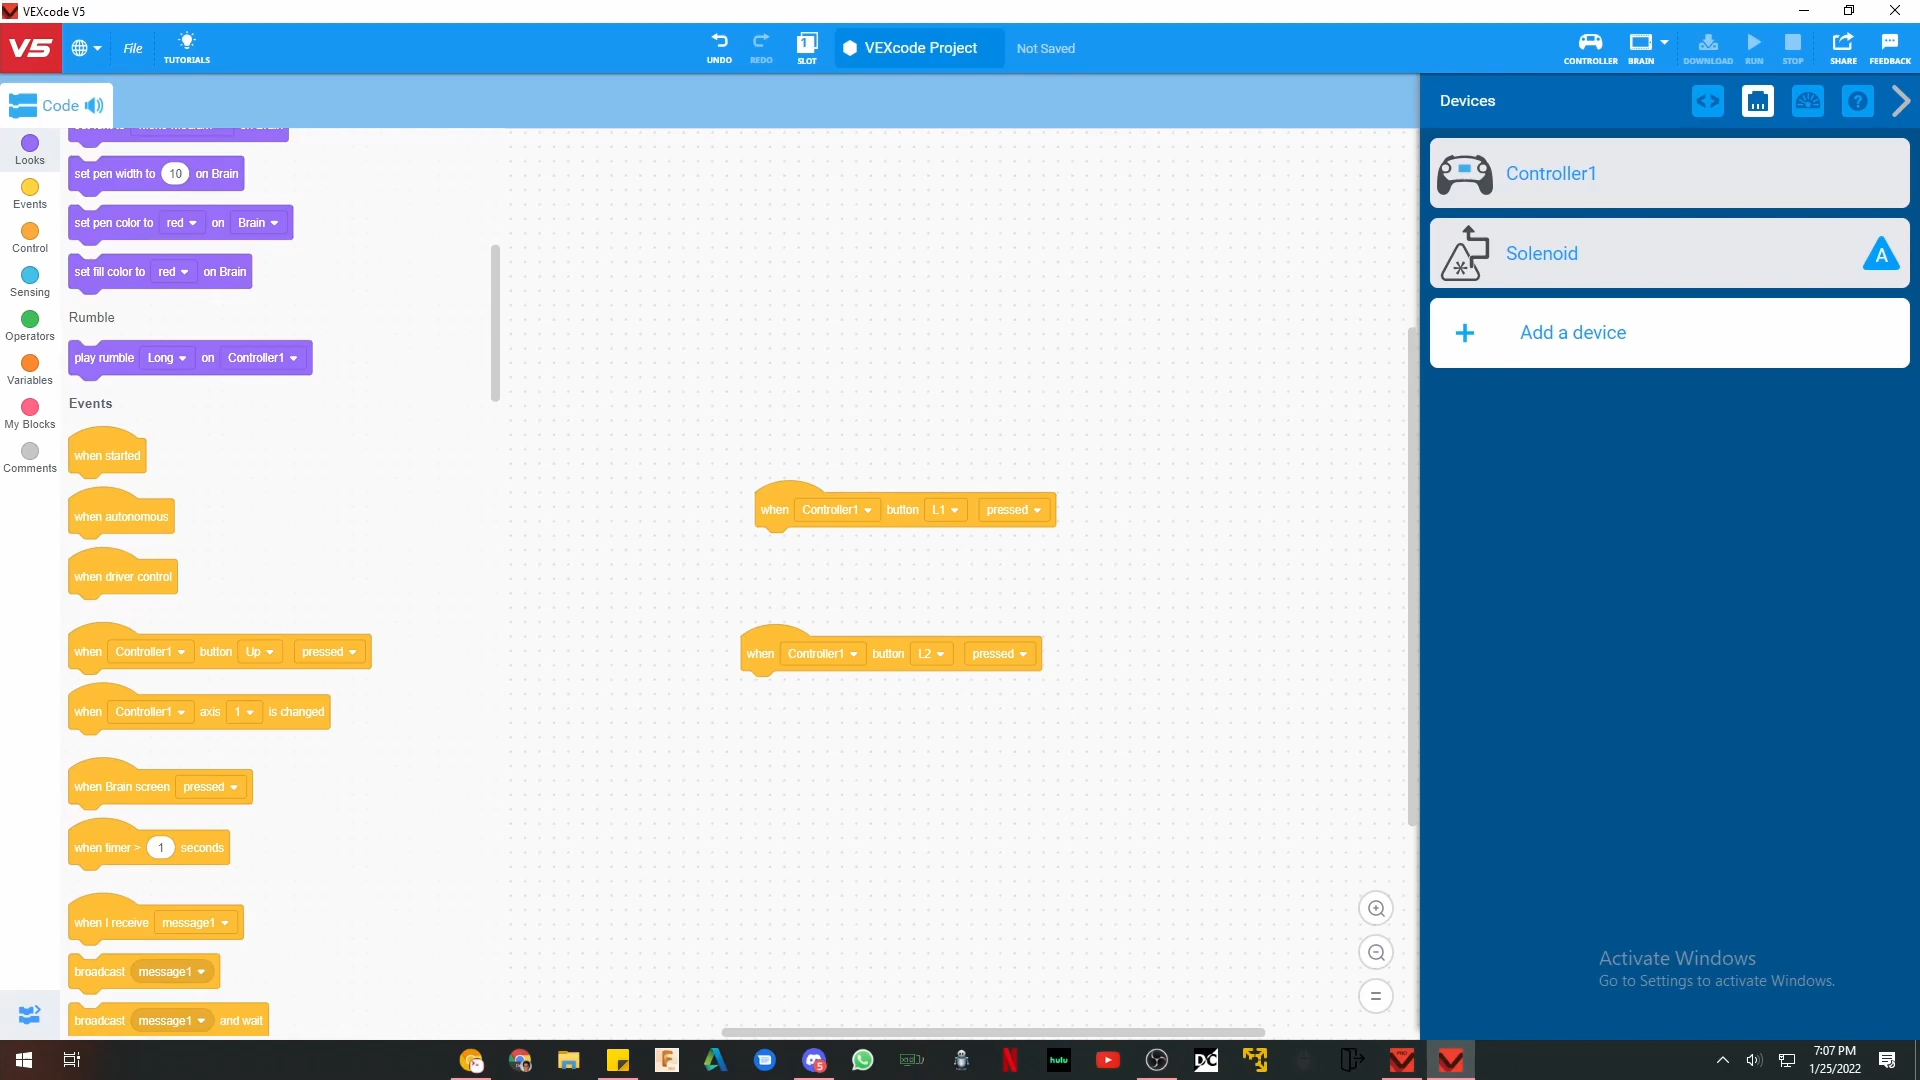 VEXcode V5
V5
File
TUTORIALS
UNDO
REDO
1
SLOT
VEXcode Project
Not Saved
CONTROLLER
BRAIN
DOWNLOAD
RUN
STOP
SHARE
FEEDBACK
Code
Devices
Looks
Events
Control
Sensing
Operators
Variables
My Blocks
Comments
set pen width to 10 on Brain
set pen color to red on Brain
set fill color to red on Brain
Rumble
play rumble Long on Controller1
Events
when started
when autonomous
when driver control
when Controller1 button Up pressed
when Controller1 axis 1 is changed
when Brain screen pressed
when timer > 1 seconds
when I receive message1
broadcast message1
broadcast message1 and wait
when Controller1 button L1 pressed
when Controller1 button L2 pressed
Controller1
Solenoid
A
+ Add a device
Activate Windows
Go to Settings to activate Windows.
hulu
DC
7:07 PM
1/25/2022